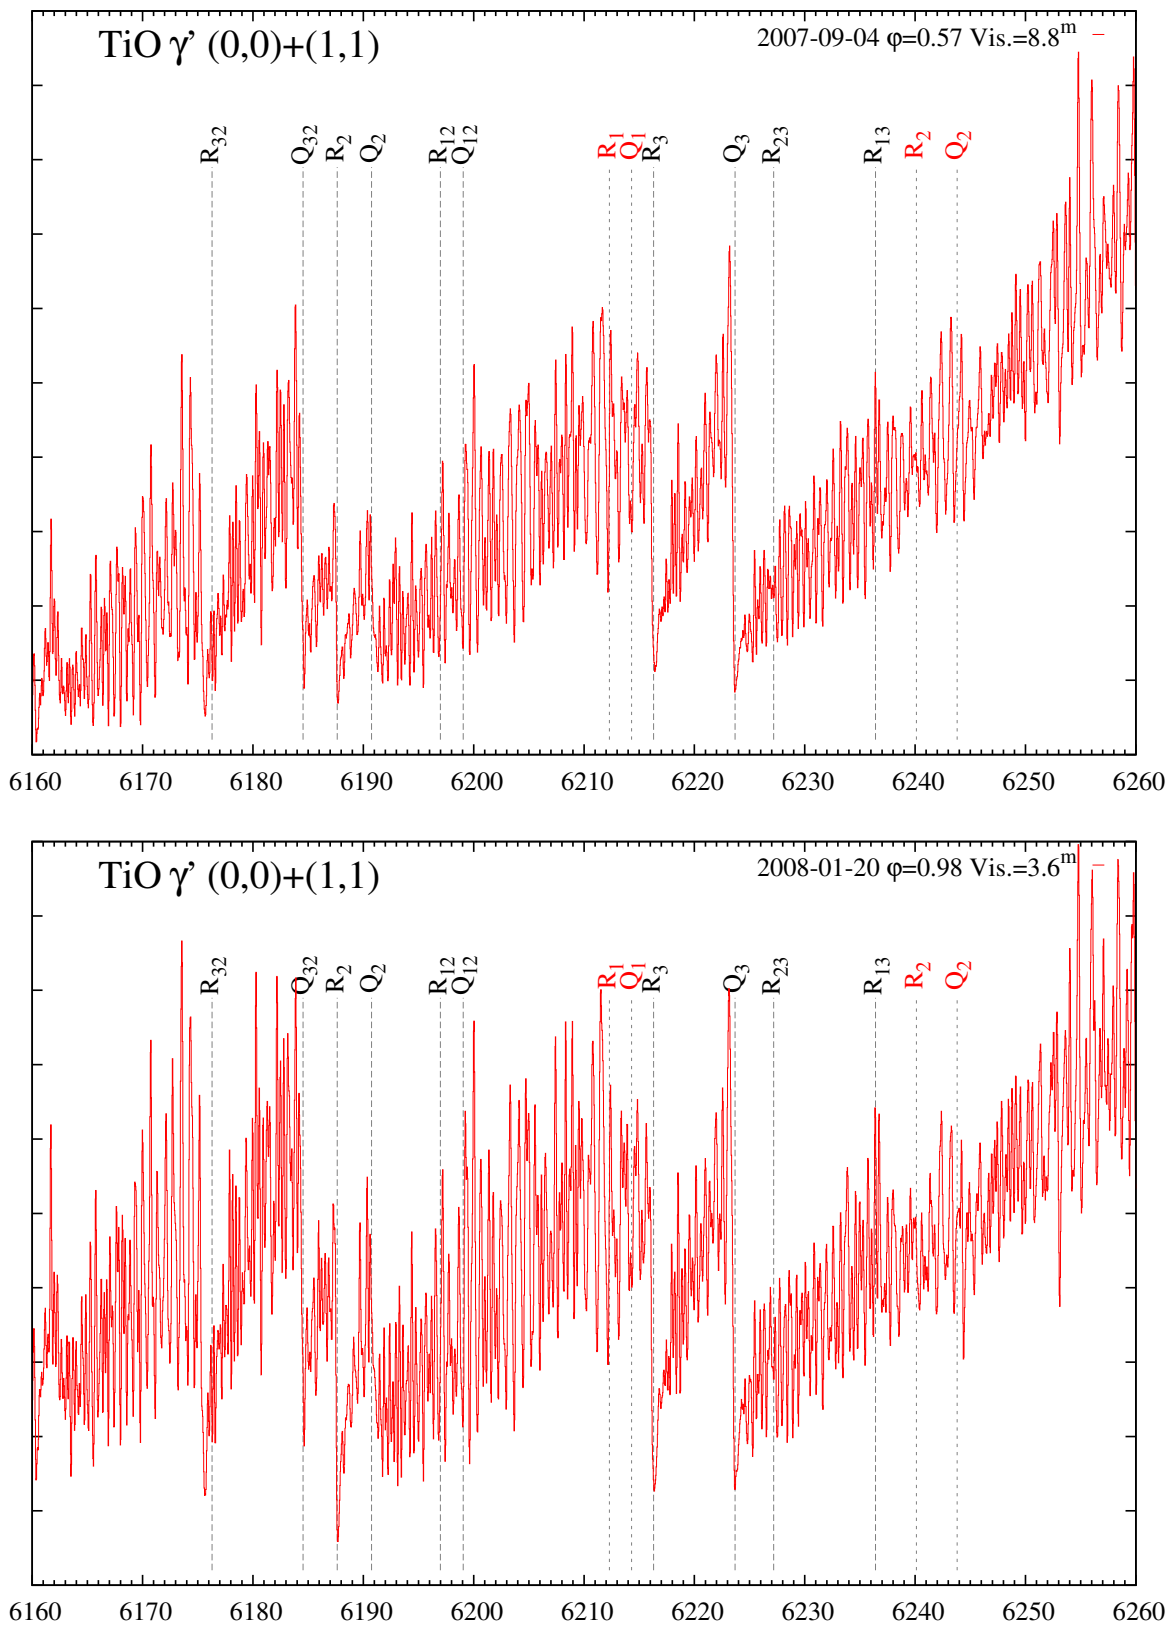 TiO γ’ (0,0)+(1,1)
2007-09-04 φ=0.57 Vis.=8.8ᵐ
R₃₂ Q₃₂ R₂ Q₂ R₁₂ Q₁₂ R₁ Q₁ R₃ Q₃ R₂₃ R₁₃ R₂ Q₂
6160 6170 6180 6190 6200 6210 6220 6230 6240 6250 6260
TiO γ’ (0,0)+(1,1)
2008-01-20 φ=0.98 Vis.=3.6ᵐ
R₃₂ Q₃₂ R₂ Q₂ R₁₂ Q₁₂ R₁ Q₁ R₃ Q₃ R₂₃ R₁₃ R₂ Q₂
6160 6170 6180 6190 6200 6210 6220 6230 6240 6250 6260